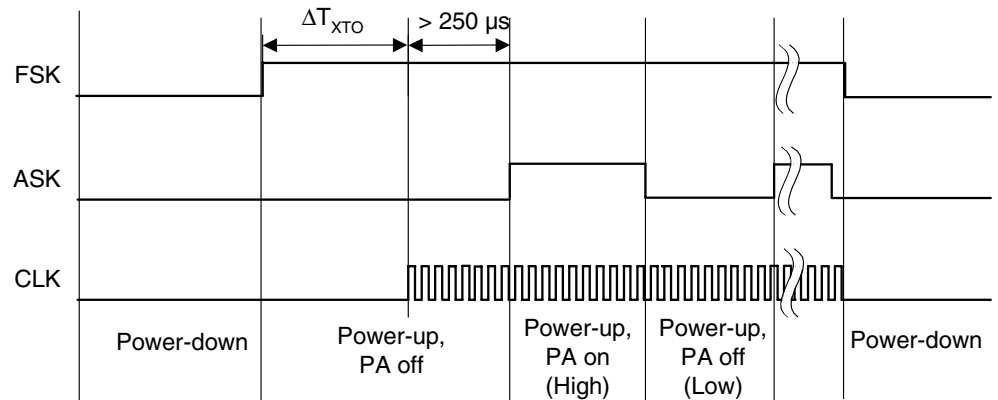 ΔT_XTO
> 250 µs
FSK
ASK
CLK
Power-down
Power-up,
PA off
Power-up,
PA on
(High)
Power-up,
PA off
(Low)
Power-down